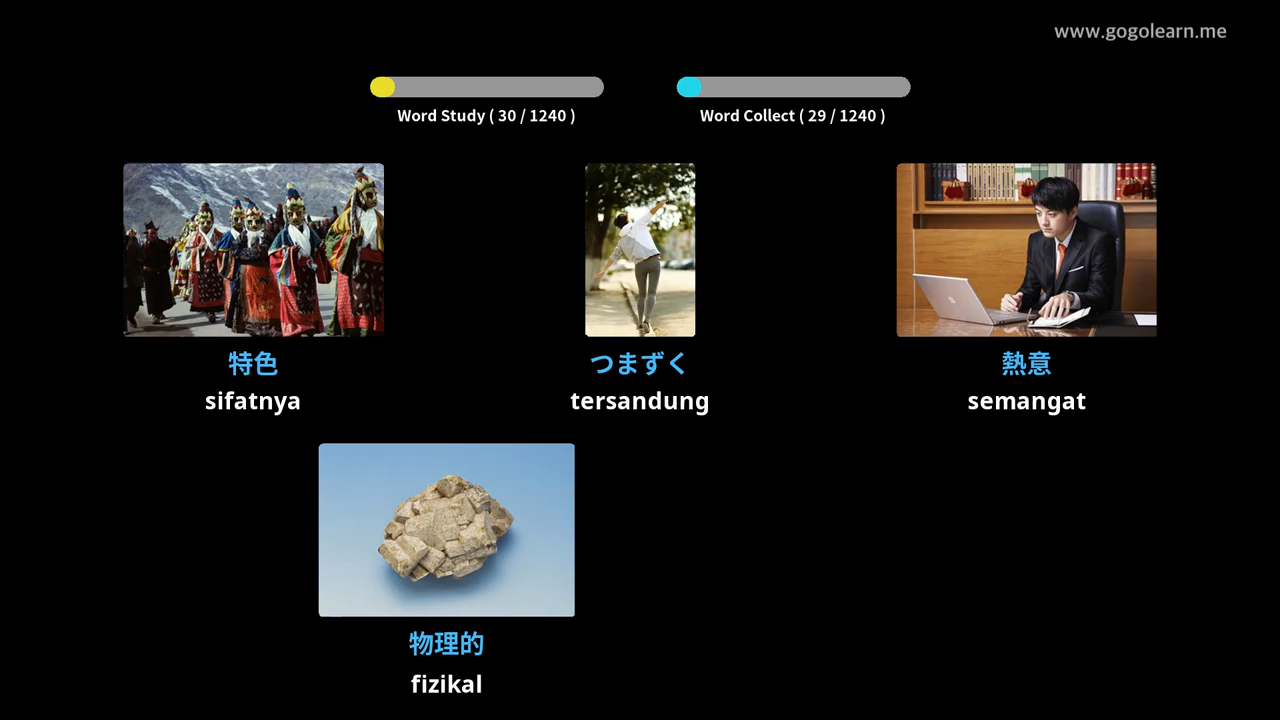 www.gogolearn.me
Word Study ( 30 / 1240 )
Word Collect ( 29 / 1240 )
特色
sifatnya
つまずく
tersandung
熱意
semangat
物理的
fizikal